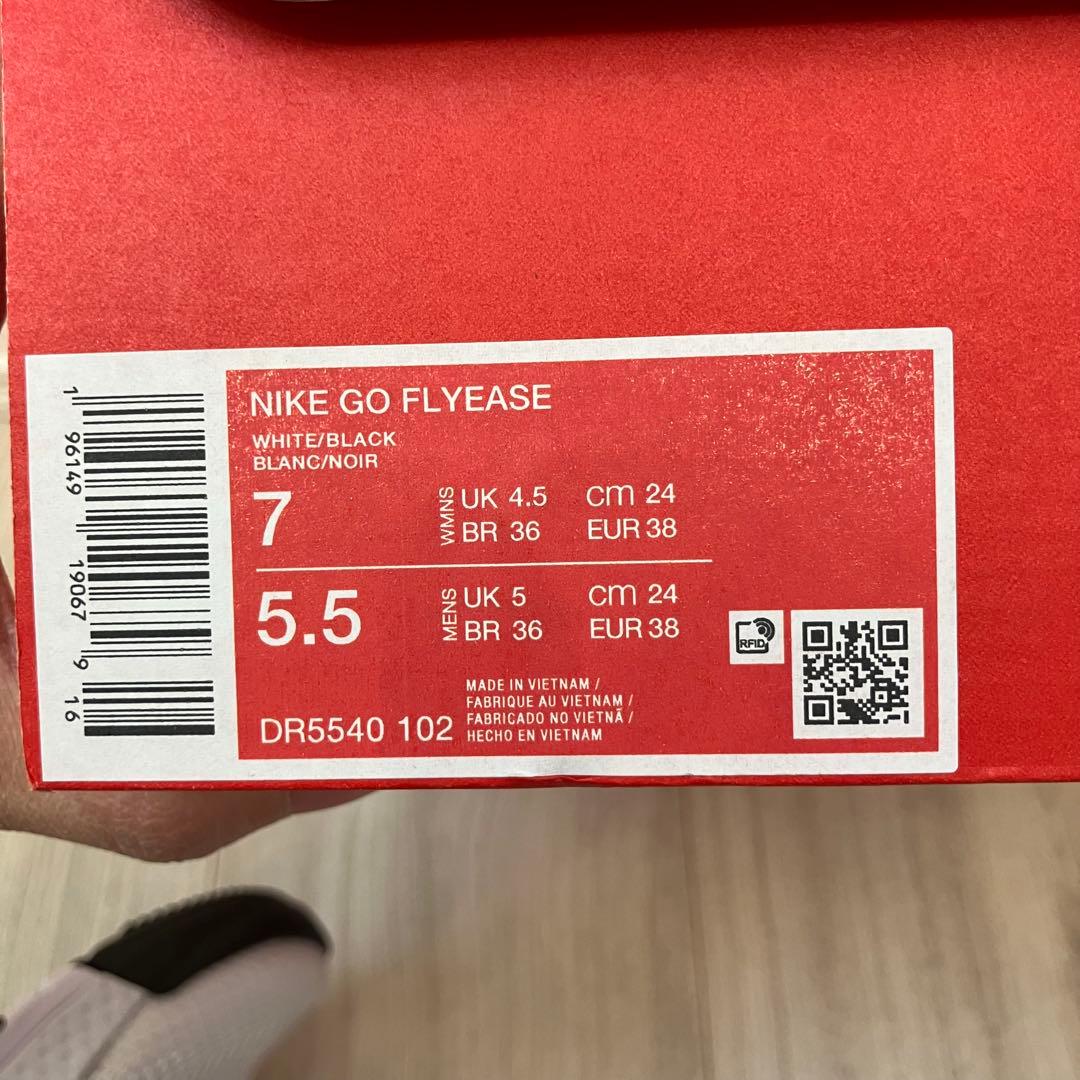 1 96149 19067 9 16
NIKE GO FLYEASE
WHITE/BLACK
BLANC/NOIR
7 WMNS UK 4.5 cm 24
BR 36 EUR 38
5.5 MENS UK 5 cm 24
BR 36 EUR 38
MADE IN VIETNAM /
FABRIQUE AU VIETNAM /
FABRICADO NO VIETNÃ /
HECHO EN VIETNAM
DR5540 102
RFID